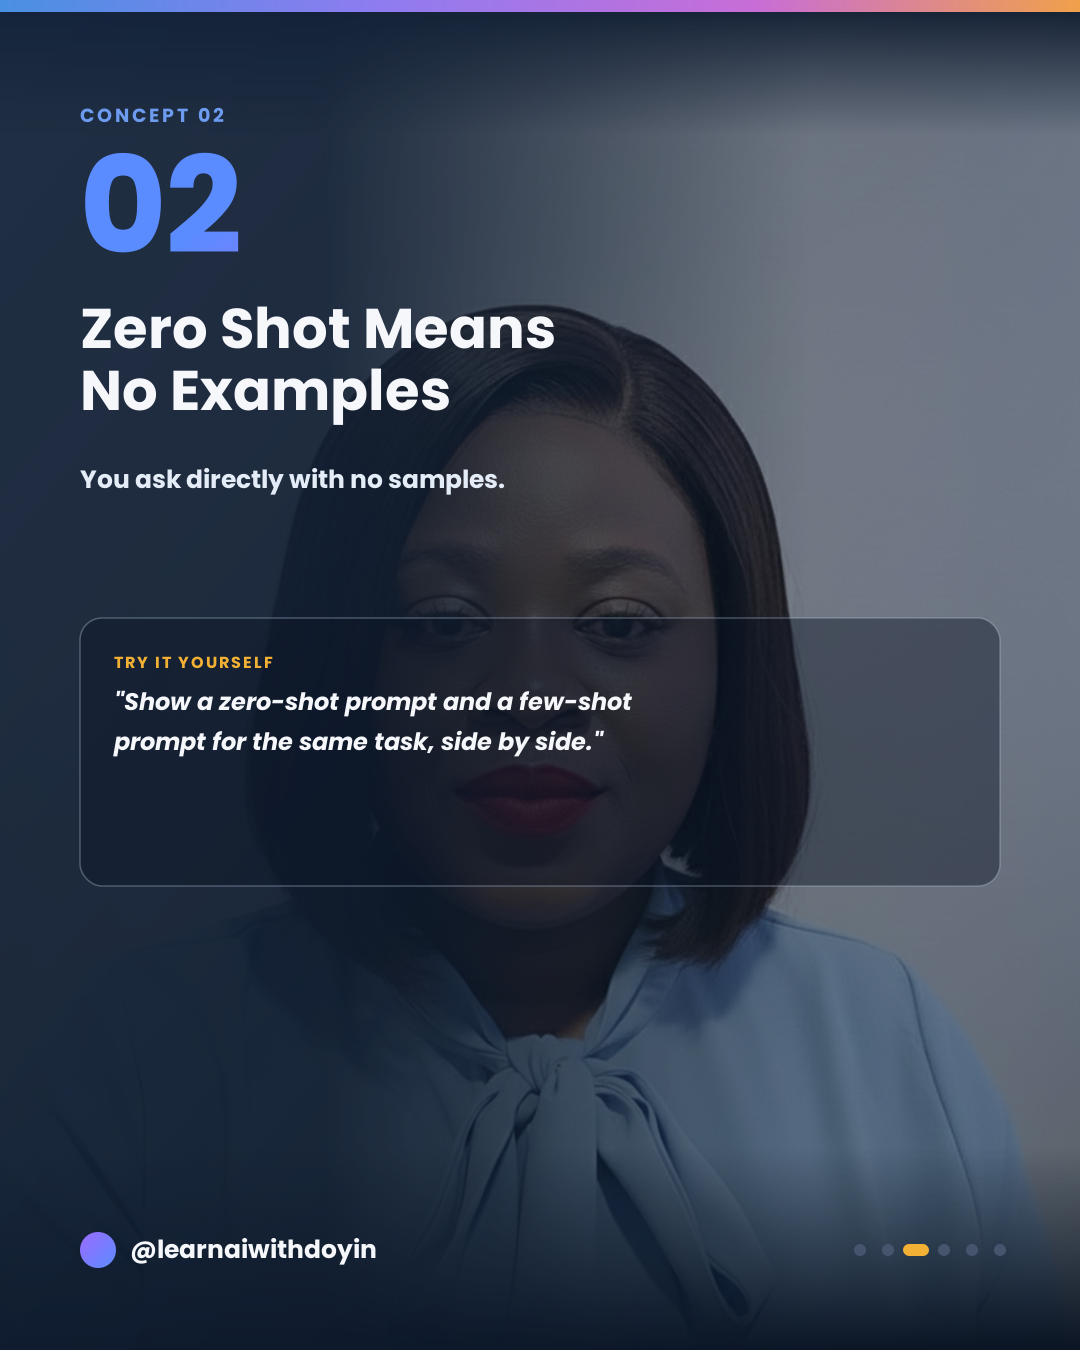 CONCEPT 02
02
Zero Shot Means
No Examples
You ask directly with no samples.
TRY IT YOURSELF
"Show a zero-shot prompt and a few-shot
prompt for the same task, side by side."
@learnaiwithdoyin